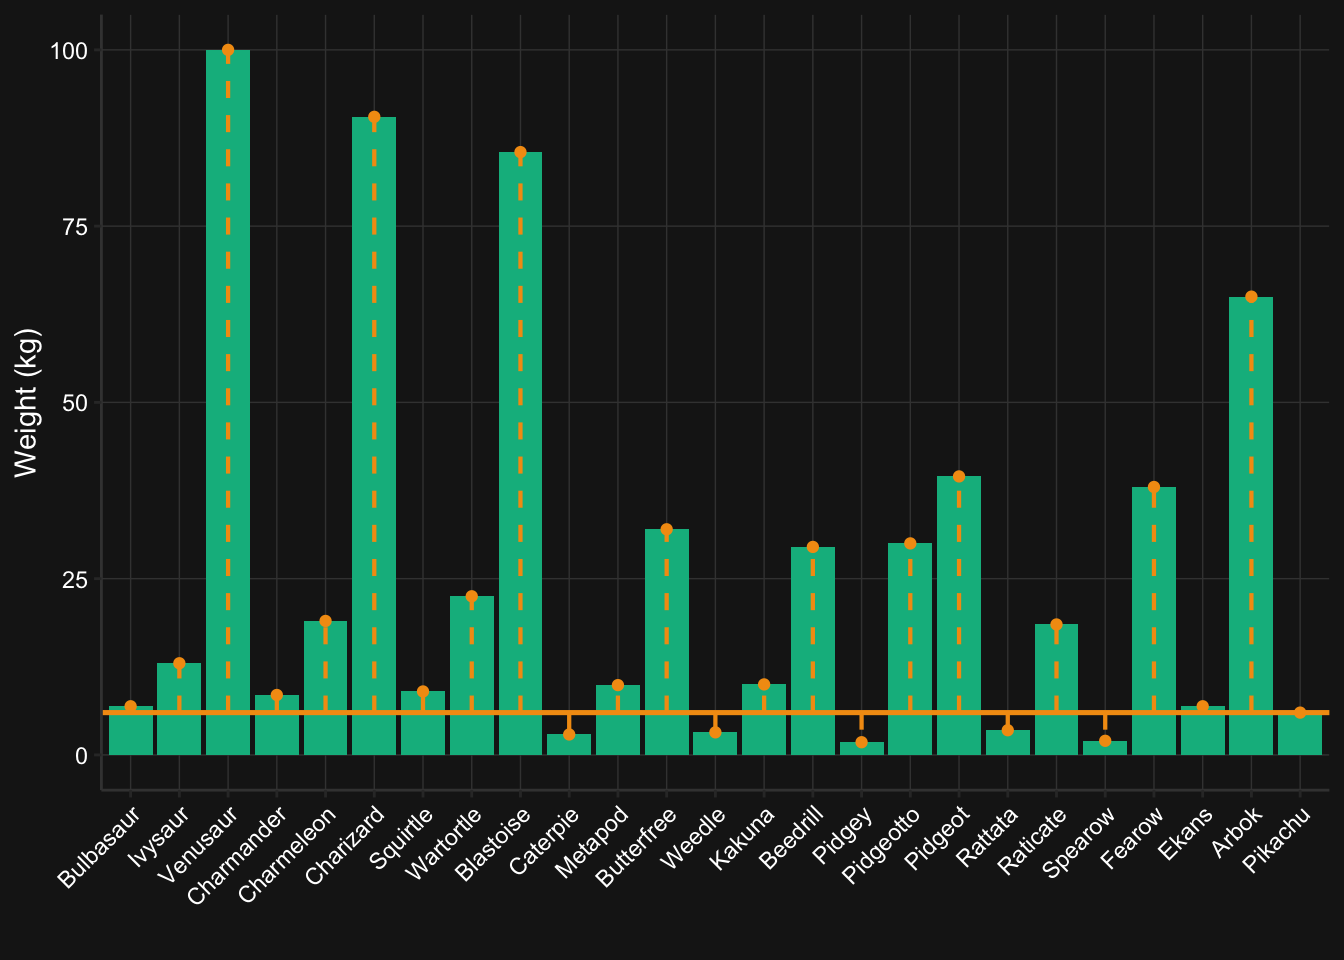 Weight (kg)
100
75
50
25
0
Bulbasaur
Ivysaur
Venusaur
Charmander
Charmeleon
Charizard
Squirtle
Wartortle
Blastoise
Caterpie
Metapod
Butterfree
Weedle
Kakuna
Beedrill
Pidgey
Pidgeotto
Pidgeot
Rattata
Raticate
Spearow
Fearow
Ekans
Arbok
Pikachu